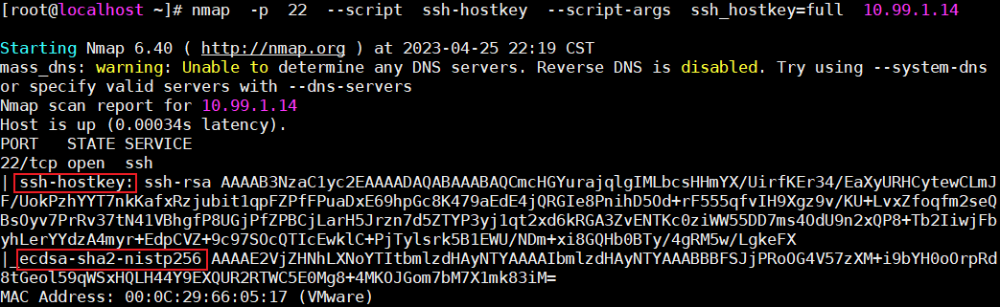 [root@localhost ~]# nmap  -p  22  --script  ssh-hostkey  --script-args  ssh_hostkey=full  10.99.1.14
Starting Nmap 6.40 ( http://nmap.org ) at 2023-04-25 22:19 CST
mass_dns: warning: Unable to determine any DNS servers. Reverse DNS is disabled. Try using --system-dns
or specify valid servers with --dns-servers
Nmap scan report for 10.99.1.14
Host is up (0.00034s latency).
PORT   STATE SERVICE
22/tcp open  ssh
| ssh-hostkey: ssh-rsa AAAAB3NzaC1yc2EAAAADAQABAAABAQCmcHGYurajqlgIMLbcsHHmYX/UirfKEr34/EaXyURHCytewCLmJ
F/UokPzhYYT7nkKafxRzjubit1qpFZPfFPuaDxE69hpGc8K479aEdE4jQRGIe8PnihD5Od+rF555qfvIH9Xgz9v/KU+LvxZfoqfm2seQ
BsOyv7PrRv37tN41VBhgfP8UGjPfZPBCjLarH5Jrzn7d5ZTYP3yj1qt2xd6kRGA3ZvENTKc0ziWW55DD7ms4OdU9n2xQP8+Tb2IiwjFb
yhLerYYdzA4myr+EdpCVZ+9c97SOcQTIcEwklC+PjTylsrk5B1EWU/NDm+xi8GQHb0BTy/4gRM5w/LgkeFX
|_ecdsa-sha2-nistp256 AAAAE2VjZHNhLXNoYTItbmlzdHAyNTYAAAAIbmlzdHAyNTYAAABBBFSJjPRoOG4V57zXM+i9bYH0oOrpRd
8tGeol59qWSxHQLH44Y9EXQUR2RTWC5E0Mg8+4MKOJGom7bM7X1mk83iM=
MAC Address: 00:0C:29:66:05:17 (VMware)